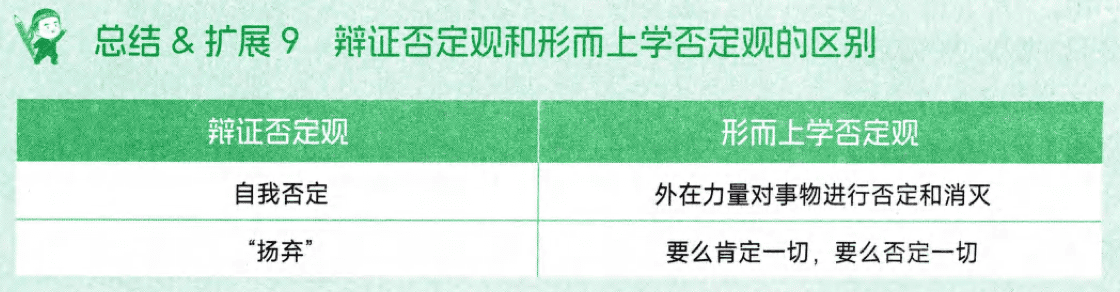 总结 & 扩展 9 辩证否定观和形而上学否定观的区别
辩证否定观 形而上学否定观
自我否定 外在力量对事物进行否定和消灭
“扬弃” 要么肯定一切，要么否定一切